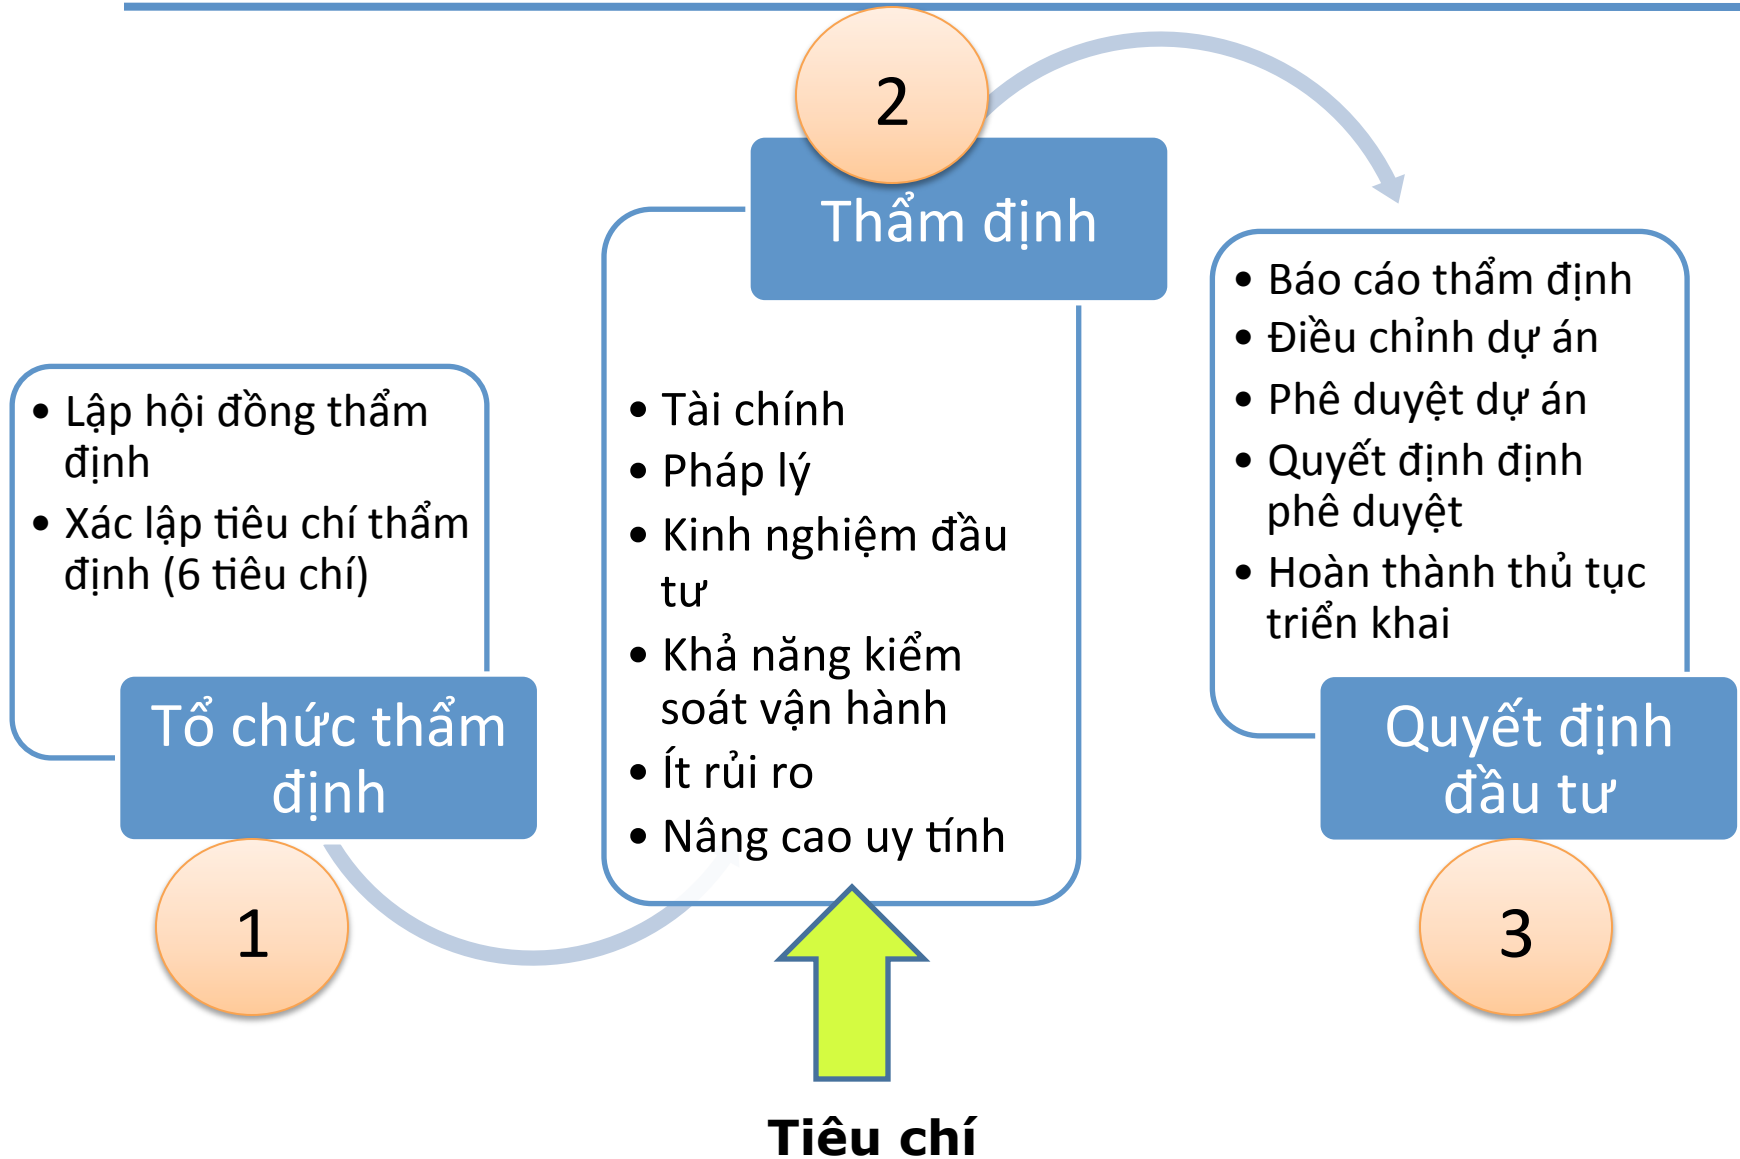 1
• Lập hội đồng thẩm
định
• Xác lập tiêu chí thẩm
định (6 tiêu chí)
Tổ chức thẩm
định
2
Thẩm định
• Tài chính
• Pháp lý
• Kinh nghiệm đầu
tư
• Khả năng kiểm
soát vận hành
• Ít rủi ro
• Nâng cao uy tính
Tiêu chí
• Báo cáo thẩm định
• Điều chỉnh dự án
• Phê duyệt dự án
• Quyết định định
phê duyệt
• Hoàn thành thủ tục
triển khai
Quyết định
đầu tư
3